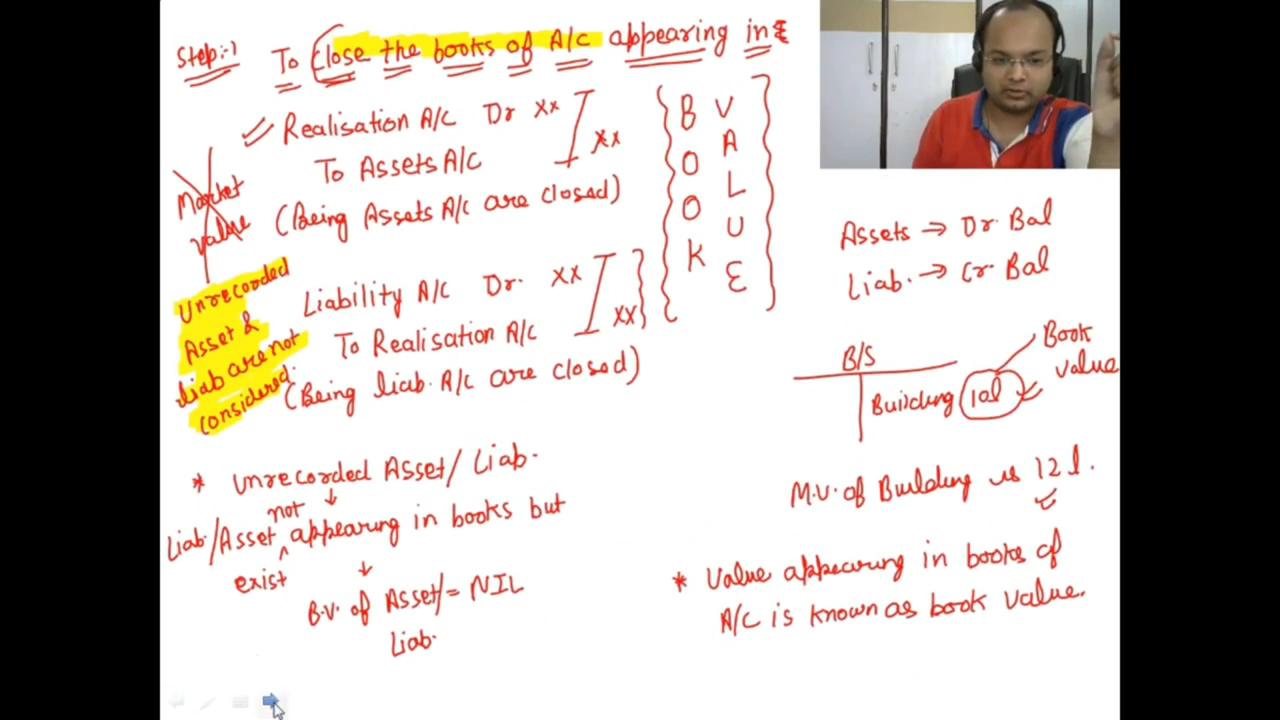 Step:-1 To Close the books of A/c appearing in
Realisation A/c Dr xx
To Assets A/c xx
(Being Assets A/c are closed)
Market
value
Liability A/c Dr. xx
To Realisation A/c xx
(Being liab. A/c are closed)
Unrecorded
Asset &
liab are not
considered.
BOOK
VALUE
Assets → Dr. Bal
Liab. → Cr. Bal
B/S
Building 10l
Book
value
M.V. of Building is 12 l.
* Value appearing in books of
A/c is known as book value.
* Unrecorded Asset/ Liab.
Liab./Asset not appearing in books but
exist
B.V. of Asset/ = NIL
Liab.